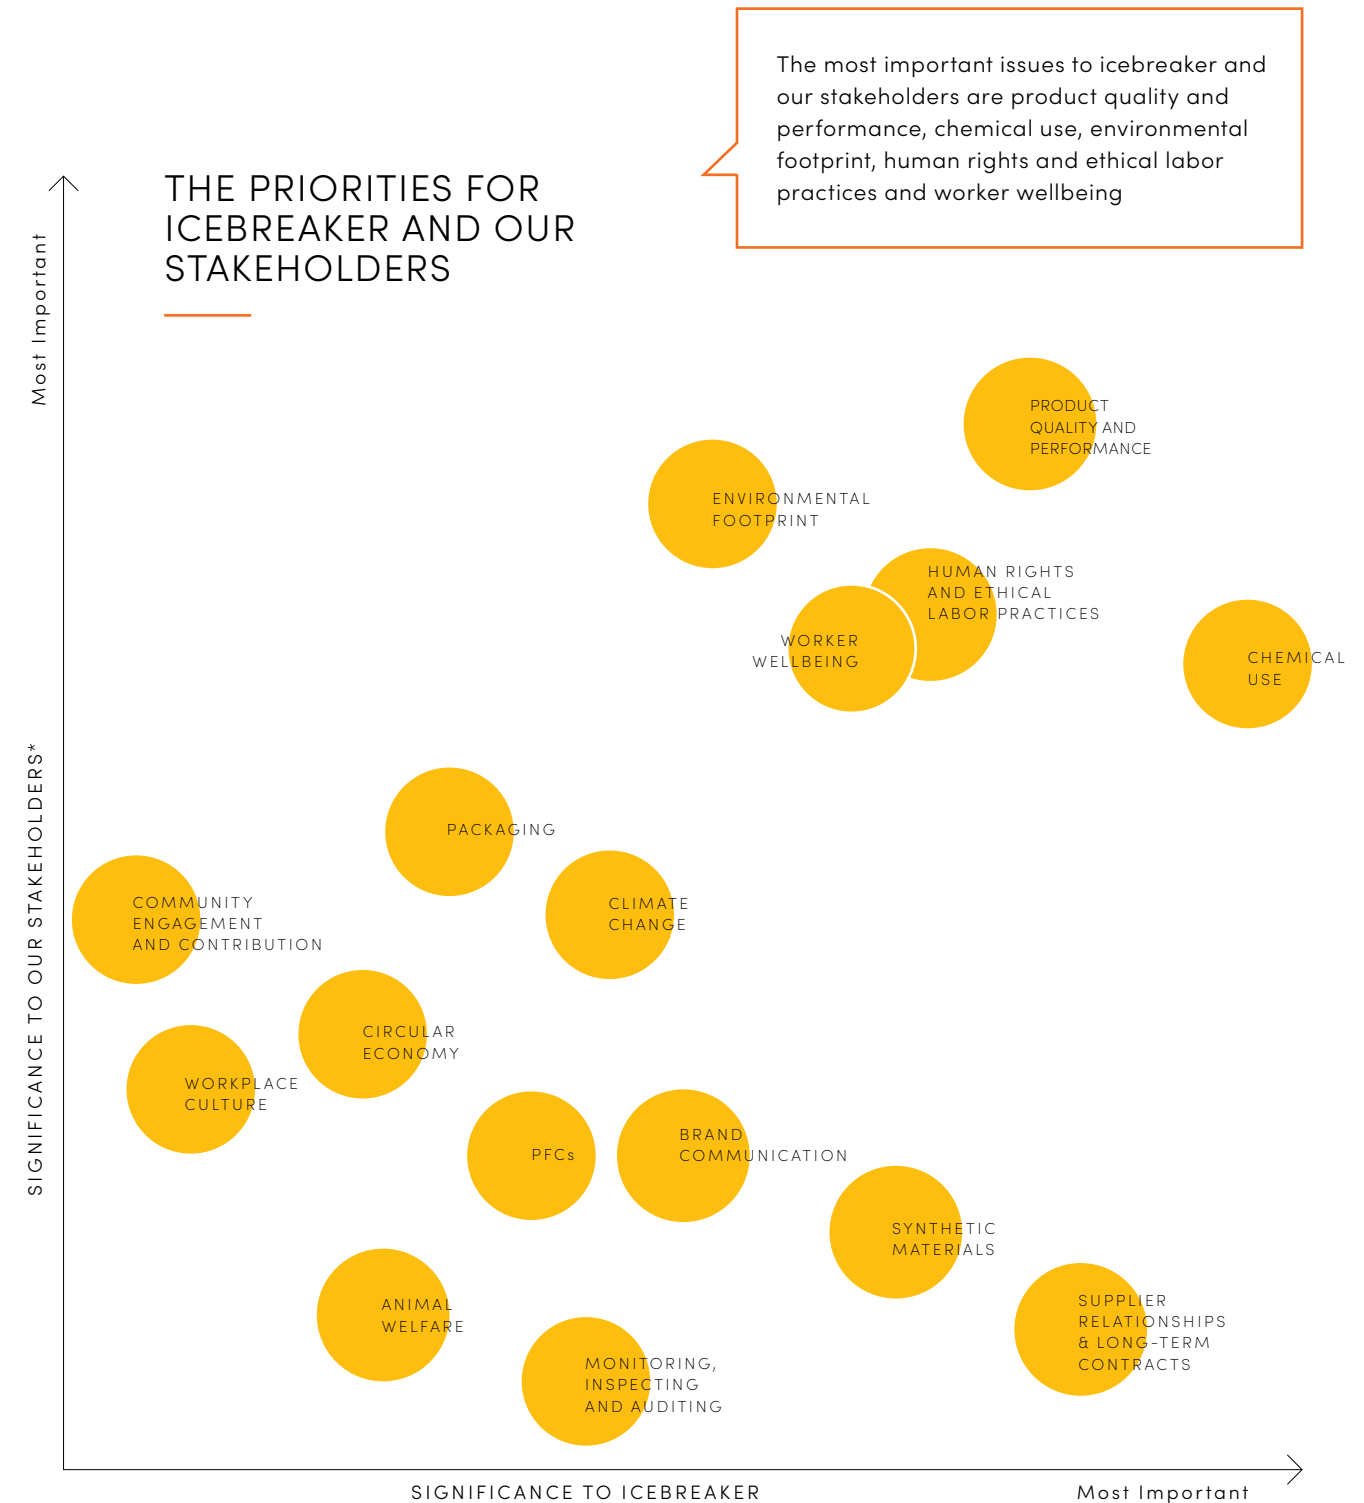 The most important issues to icebreaker and
our stakeholders are product quality and
performance, chemical use, environmental
footprint, human rights and ethical labor
practices and worker wellbeing
THE PRIORITIES FOR
ICEBREAKER AND OUR
STAKEHOLDERS
Most Important
SIGNIFICANCE TO OUR STAKEHOLDERS*
PRODUCT
QUALITY AND
PERFORMANCE
ENVIRONMENTAL
FOOTPRINT
HUMAN RIGHTS
AND ETHICAL
LABOR PRACTICES
WORKER
WELLBEING
CHEMICAL
USE
PACKAGING
COMMUNITY
ENGAGEMENT
AND CONTRIBUTION
CLIMATE
CHANGE
CIRCULAR
ECONOMY
WORKPLACE
CULTURE
PFCs
BRAND
COMMUNICATION
SYNTHETIC
MATERIALS
ANIMAL
WELFARE
SUPPLIER
RELATIONSHIPS
& LONG-TERM
CONTRACTS
MONITORING,
INSPECTING
AND AUDITING
SIGNIFICANCE TO ICEBREAKER
Most Important